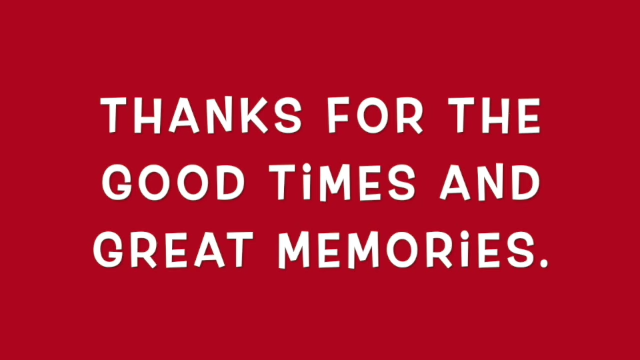 THANKS FOR THE
GOOD TiMES AND
GREAT MEMORiES.